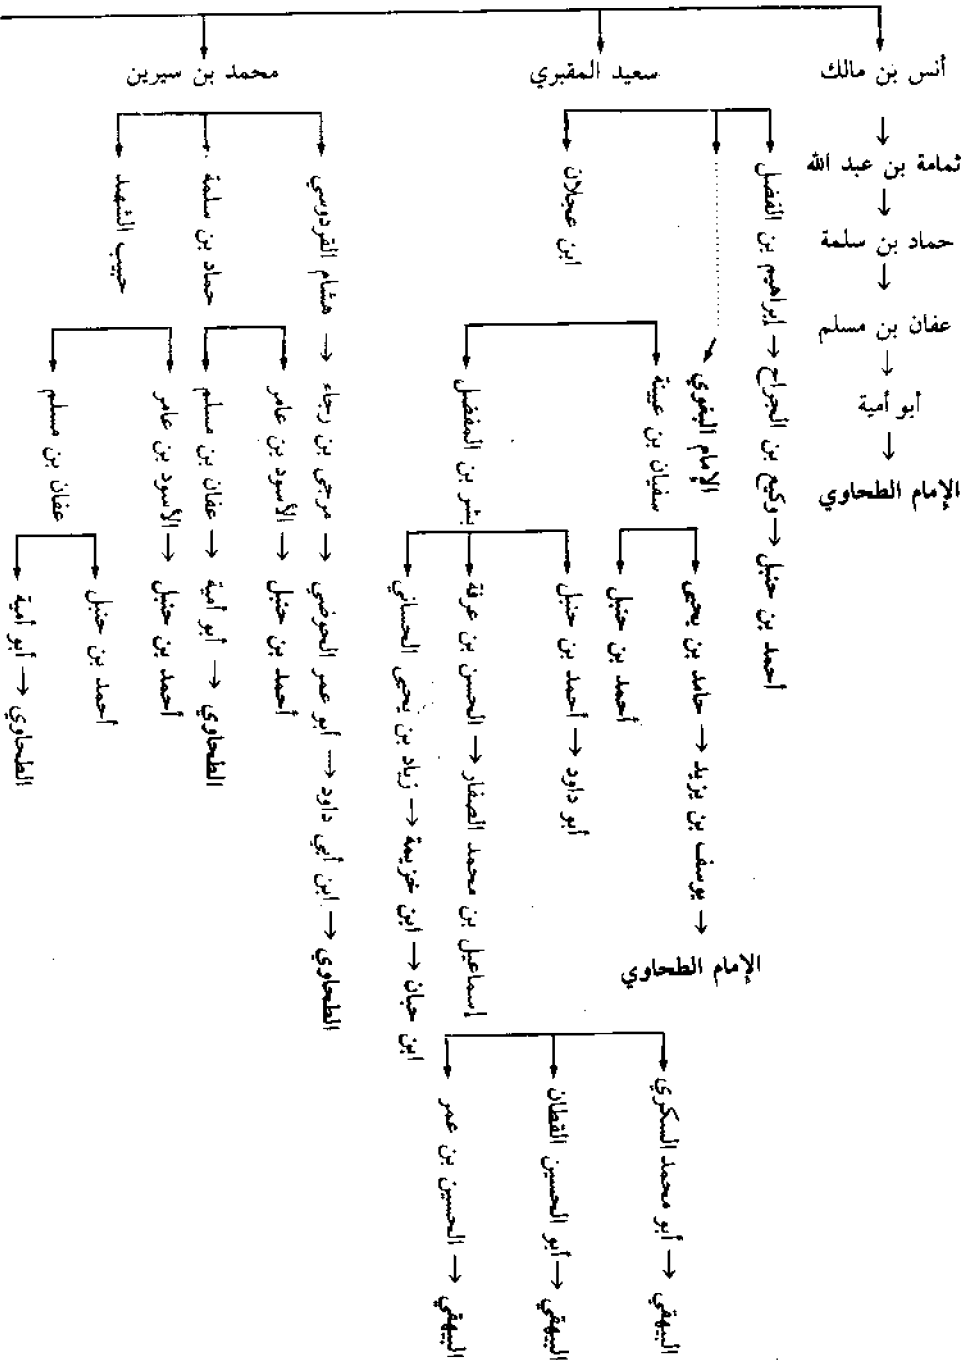 أنس بن مالك
سعيد المقبري
محمد بن سيرين
ثمامة بن عبد الله
حماد بن سلمة
عفان بن مسلم
أبو أمية
الإمام الطحاوي
إبراهيم بن الفضل → وكيع بن الجراح → أحمد بن حنبل
الإمام البغوي
ابن عجلان
سفيان بن عيينة
حامد بن يحيى → يوسف بن يزيد →
الإمام الطحاوي
أحمد بن حنبل
بشر بن المفضل
أحمد بن حنبل → أبو داود
الحسن بن عرفة → إسماعيل بن محمد الصفار
أبو محمد السكري → البيهقي
أبو الحسين القطان → البيهقي
الحسين بن عمر → البيهقي
زياد بن يحيى الحساني → ابن خزيمة → ابن حبان
هشام القردوسي → مرجى بن رجاء → أبو عمر الحوضي → ابن أبي داود → الطحاوي
حماد بن سلمة
الأسود بن عامر → أحمد بن حنبل
عفان بن مسلم → أبو أمية → الطحاوي
حبيب الشهيد
الأسود بن عامر → أحمد بن حنبل
عفان بن مسلم
أحمد بن حنبل
أبو أمية → الطحاوي